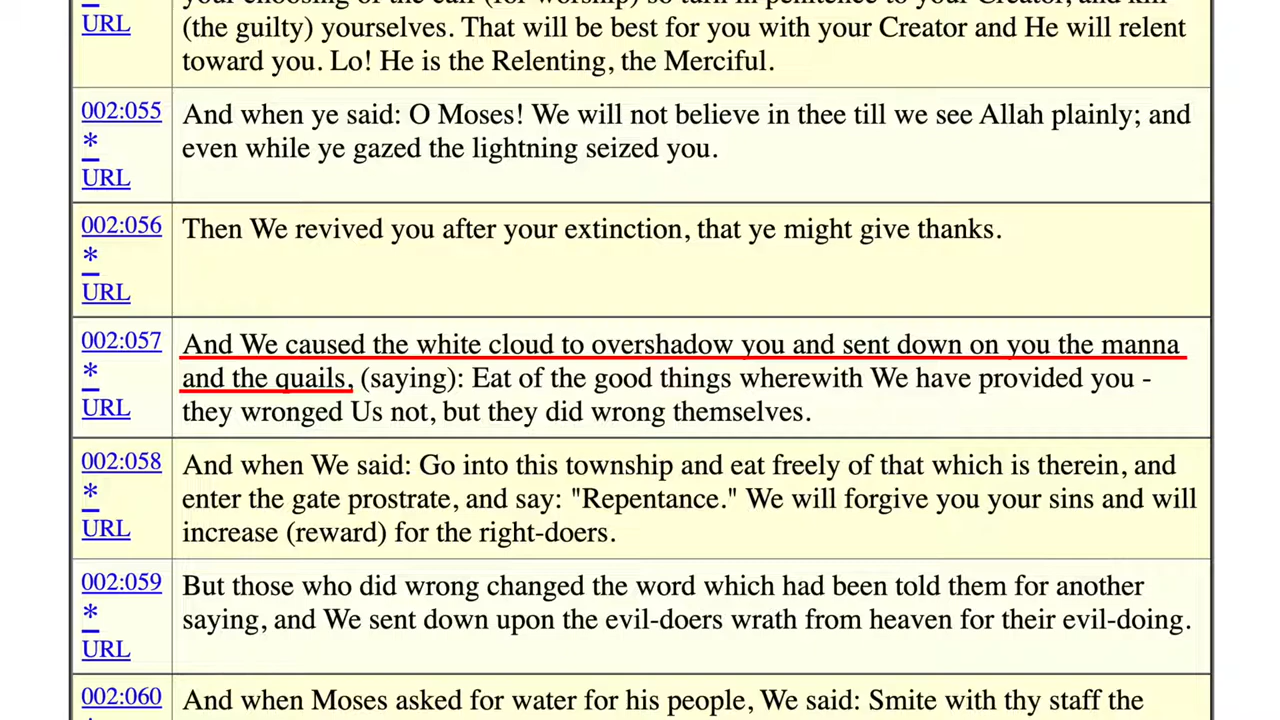 your choosing of the calf (for worship) so turn in penitence to your Creator, and kill
URL
(the guilty) yourselves. That will be best for you with your Creator and He will relent
toward you. Lo! He is the Relenting, the Merciful.
002:055
*
URL
And when ye said: O Moses! We will not believe in thee till we see Allah plainly; and
even while ye gazed the lightning seized you.
002:056
*
URL
Then We revived you after your extinction, that ye might give thanks.
002:057
*
URL
And We caused the white cloud to overshadow you and sent down on you the manna
and the quails, (saying): Eat of the good things wherewith We have provided you -
they wronged Us not, but they did wrong themselves.
002:058
*
URL
And when We said: Go into this township and eat freely of that which is therein, and
enter the gate prostrate, and say: "Repentance." We will forgive you your sins and will
increase (reward) for the right-doers.
002:059
*
URL
But those who did wrong changed the word which had been told them for another
saying, and We sent down upon the evil-doers wrath from heaven for their evil-doing.
002:060
And when Moses asked for water for his people, We said: Smite with thy staff the